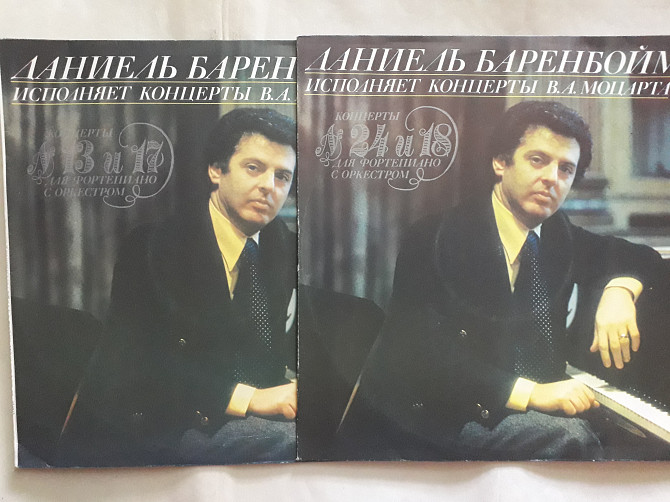 ДАНИЕЛЬ БАРЕН
ИСПОЛНЯЕТ КОНЦЕРТЫ В.А.
КОНЦЕРТЫ
№ 13 и 17
ДЛЯ ФОРТЕПИАНО
С ОРКЕСТРОМ
ДАНИЕЛЬ БАРЕНБОЙМ
ИСПОЛНЯЕТ КОНЦЕРТЫ В.А. МОЦАРТА
КОНЦЕРТЫ
№ 24 и 18
ДЛЯ ФОРТЕПИАНО
С ОРКЕСТРОМ